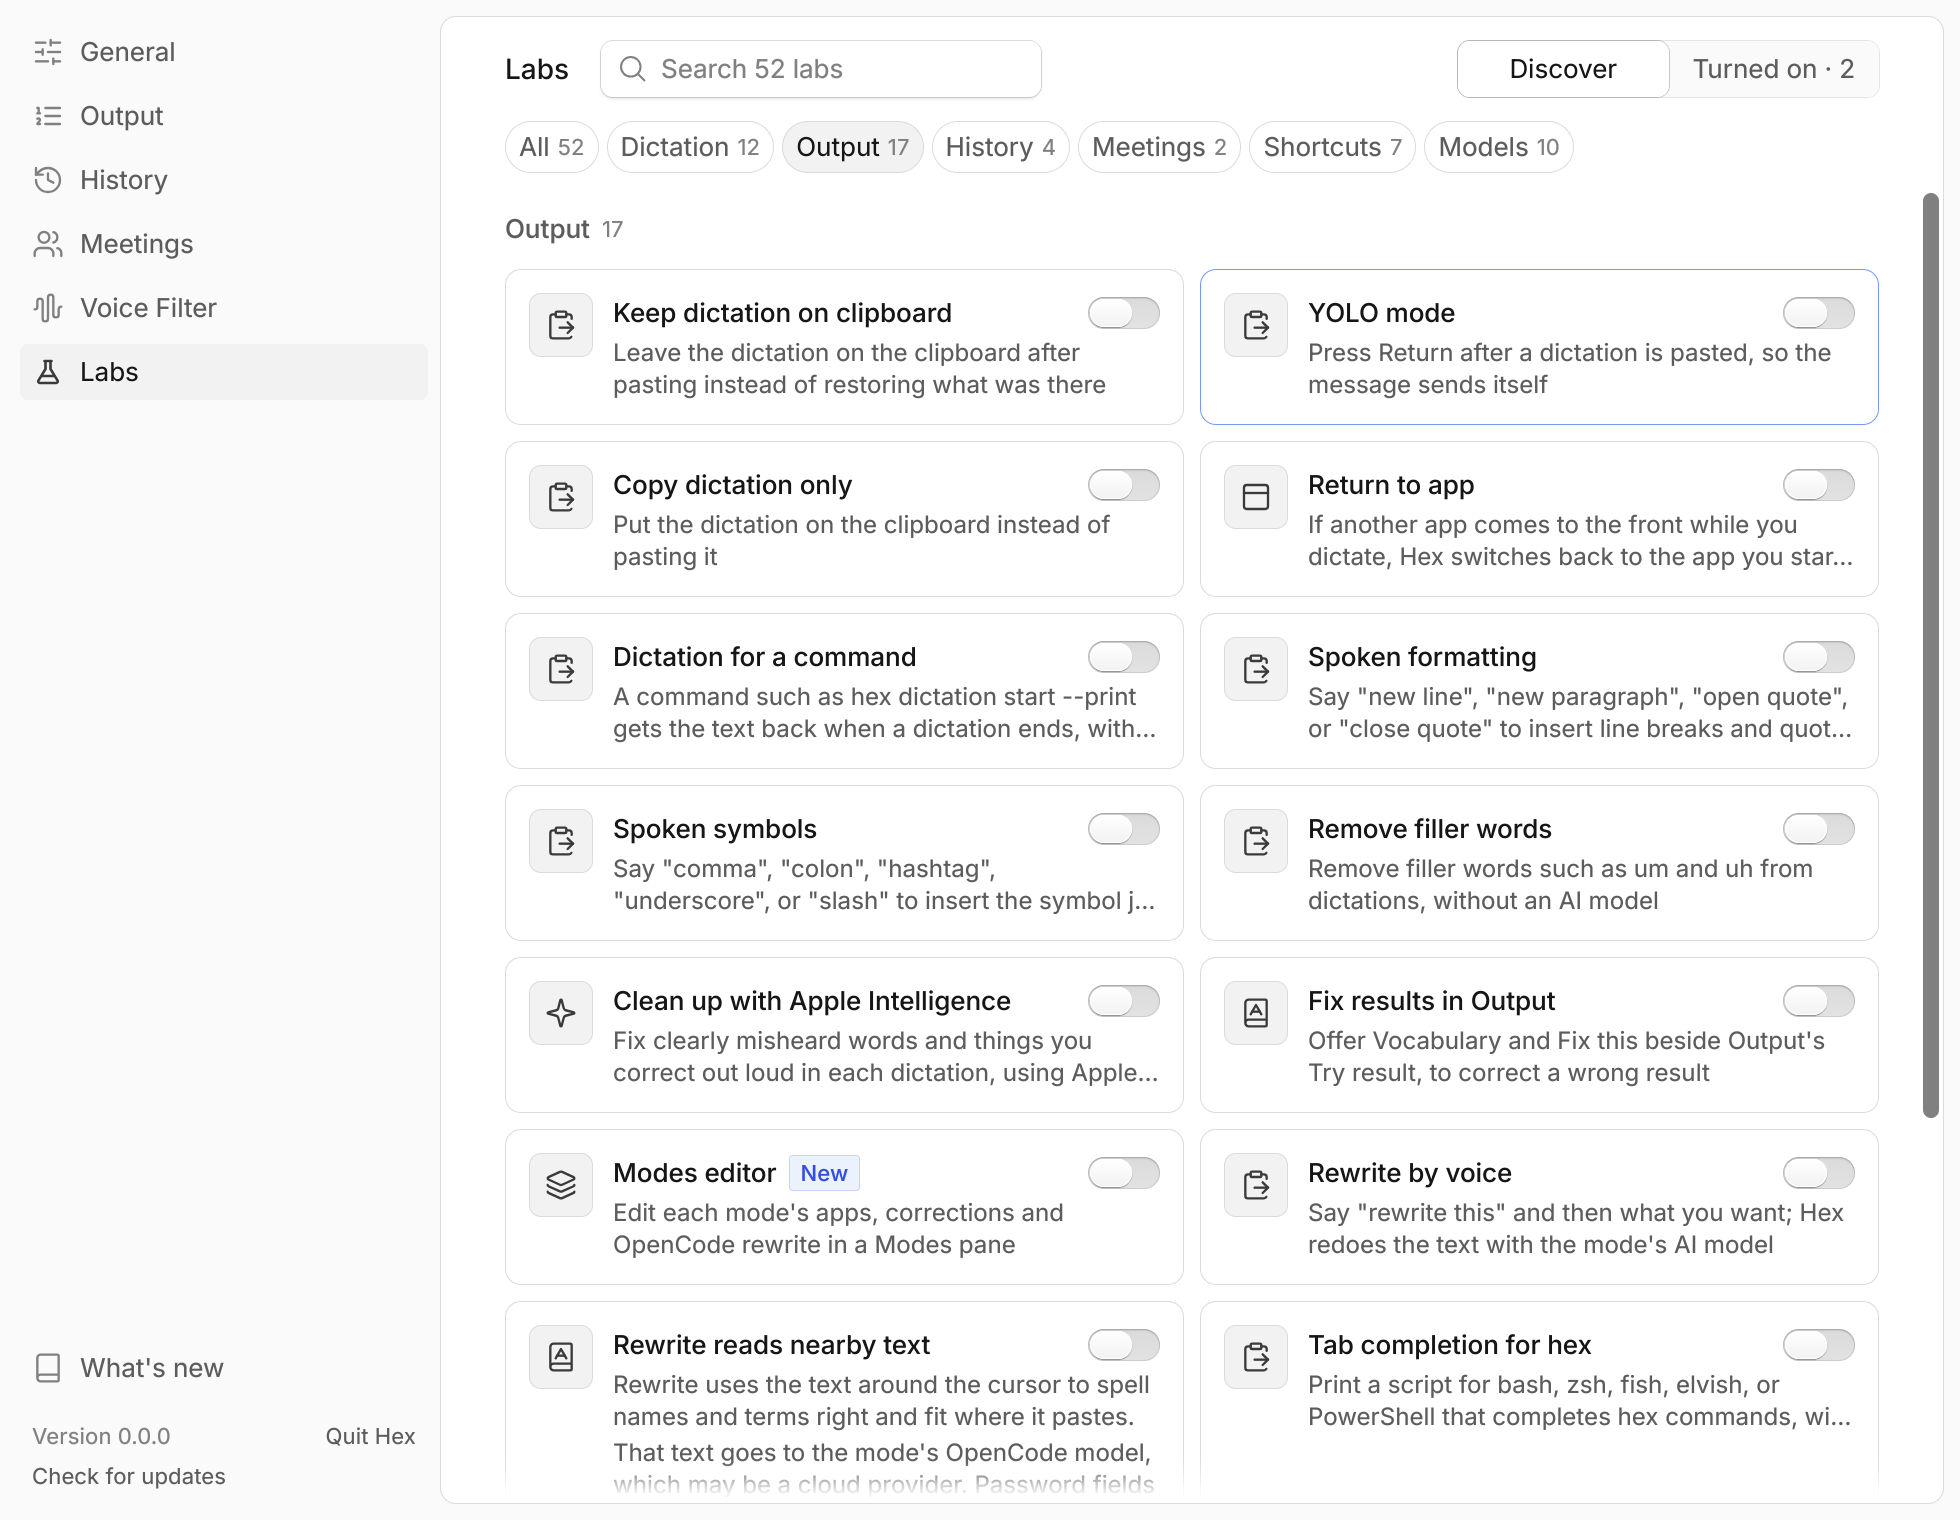 General
Output
History
Meetings
Voice Filter
Labs
What's new
Version 0.0.0
Quit Hex
Check for updates
Labs
Search 52 labs
Discover
Turned on · 2
All 52
Dictation 12
Output 17
History 4
Meetings 2
Shortcuts 7
Models 10
Output 17
Keep dictation on clipboard
Leave the dictation on the clipboard after
pasting instead of restoring what was there
YOLO mode
Press Return after a dictation is pasted, so the
message sends itself
Copy dictation only
Put the dictation on the clipboard instead of
pasting it
Return to app
If another app comes to the front while you
dictate, Hex switches back to the app you star...
Dictation for a command
A command such as hex dictation start --print
gets the text back when a dictation ends, with...
Spoken formatting
Say "new line", "new paragraph", "open quote",
or "close quote" to insert line breaks and quot...
Spoken symbols
Say "comma", "colon", "hashtag",
"underscore", or "slash" to insert the symbol j...
Remove filler words
Remove filler words such as um and uh from
dictations, without an AI model
Clean up with Apple Intelligence
Fix clearly misheard words and things you
correct out loud in each dictation, using Apple...
Fix results in Output
Offer Vocabulary and Fix this beside Output's
Try result, to correct a wrong result
Modes editor New
Edit each mode's apps, corrections and
OpenCode rewrite in a Modes pane
Rewrite by voice
Say "rewrite this" and then what you want; Hex
redoes the text with the mode's AI model
Rewrite reads nearby text
Rewrite uses the text around the cursor to spell
names and terms right and fit where it pastes.
That text goes to the mode's OpenCode model,
which may be a cloud provider. Password fields
Tab completion for hex
Print a script for bash, zsh, fish, elvish, or
PowerShell that completes hex commands, wi...